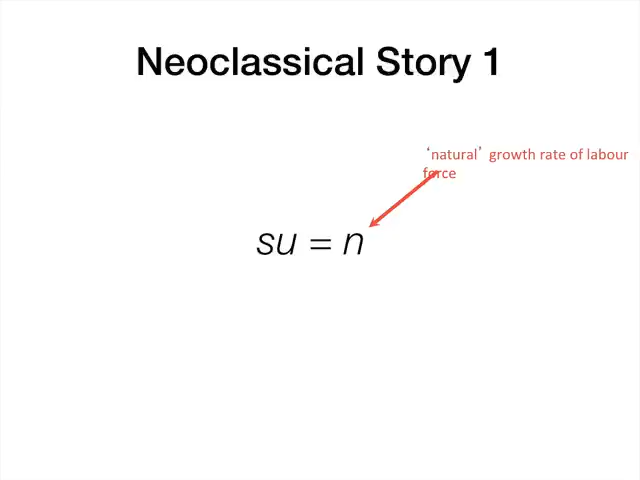 Neoclassical Story 1
‘natural’ growth rate of labour
force
su = n